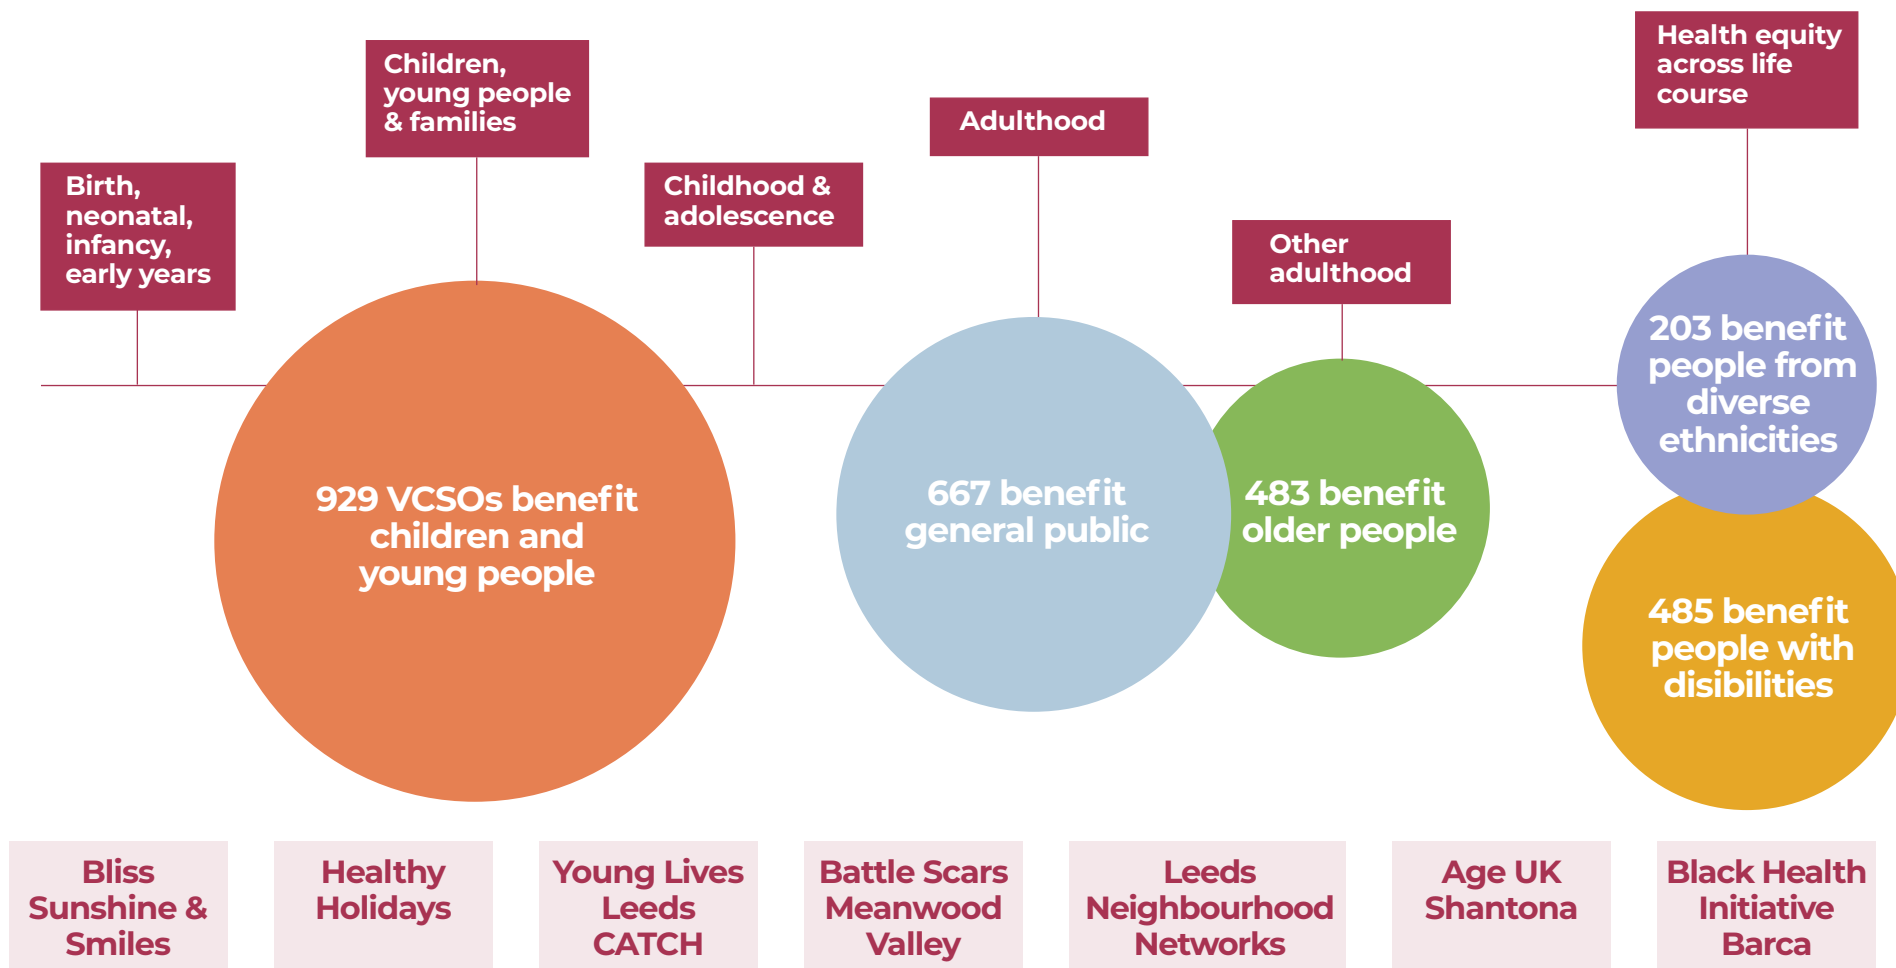 Birth,
neonatal,
infancy,
early years
Children,
young people
& families
Childhood &
adolescence
Adulthood
Other
adulthood
Health equity
across life
course
929 VCSOs benefit
children and
young people
667 benefit
general public
483 benefit
older people
203 benefit
people from
diverse
ethnicities
485 benefit
people with
disibilities
Bliss
Sunshine &
Smiles
Healthy
Holidays
Young Lives
Leeds
CATCH
Battle Scars
Meanwood
Valley
Leeds
Neighbourhood
Networks
Age UK
Shantona
Black Health
Initiative
Barca